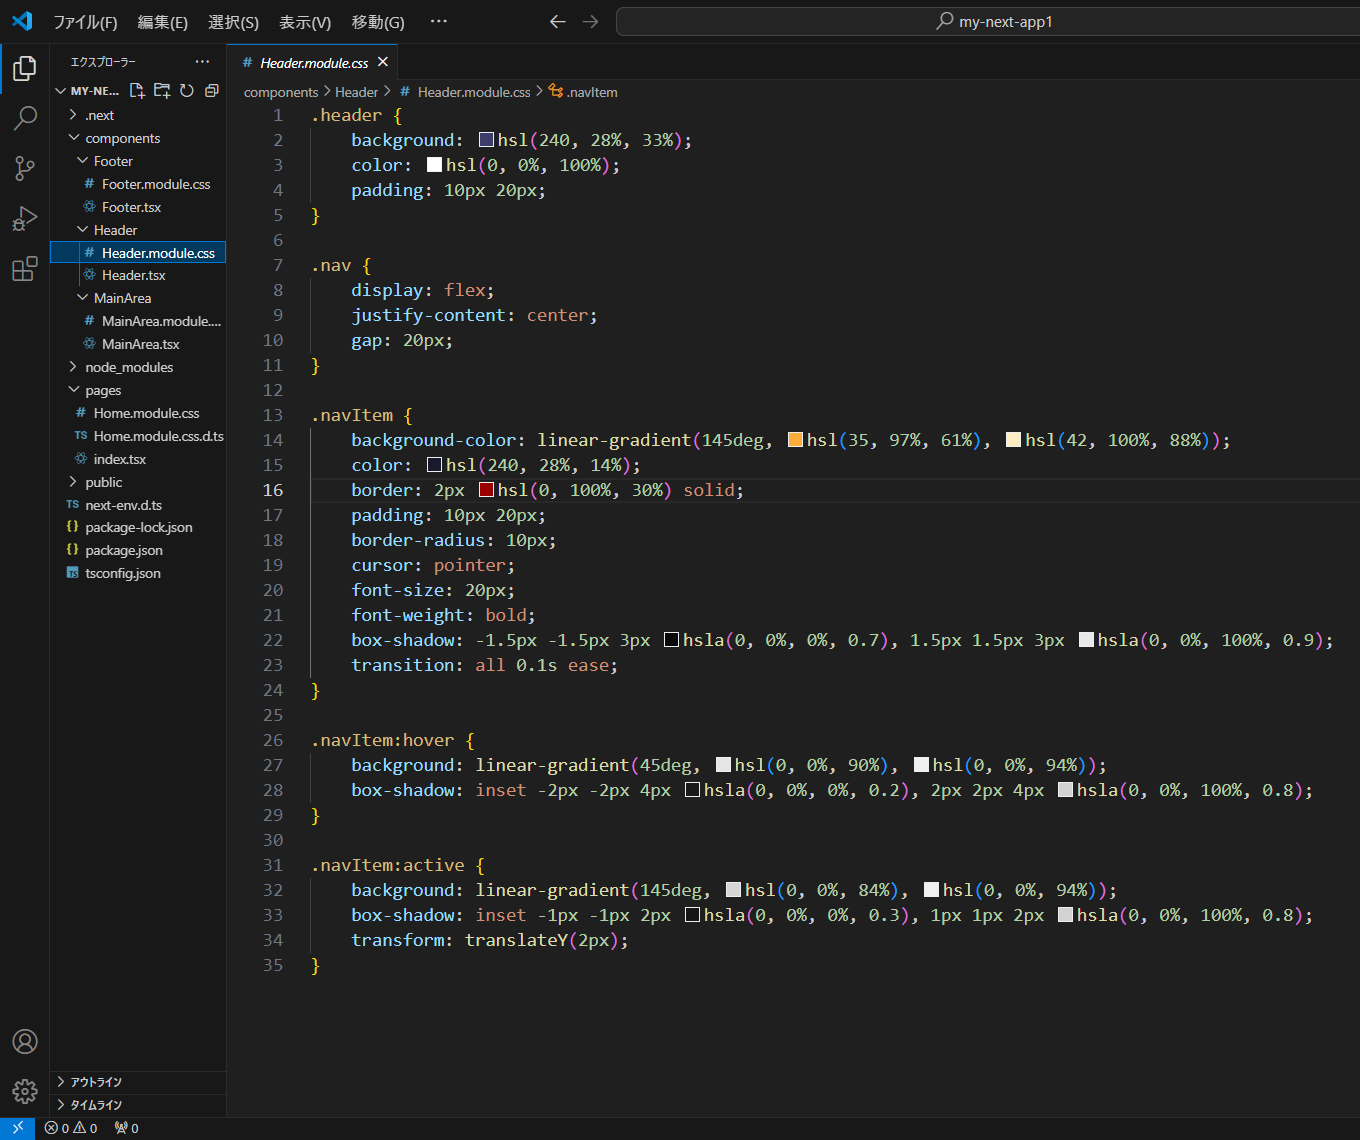 ファイル(F) 編集(E) 選択(S) 表示(V) 移動(G) ··· my-next-app1
エクスプローラー ···
MY-NE...
.next
components
Footer
Footer.module.css
Footer.tsx
Header
Header.module.css
Header.tsx
MainArea
MainArea.module....
MainArea.tsx
node_modules
pages
Home.module.css
Home.module.css.d.ts
index.tsx
public
next-env.d.ts
package-lock.json
package.json
tsconfig.json
アウトライン
タイムライン
# Header.module.css ×
components > Header > # Header.module.css > .navItem
1 .header {
2 background: hsl(240, 28%, 33%);
3 color: hsl(0, 0%, 100%);
4 padding: 10px 20px;
5 }
6
7 .nav {
8 display: flex;
9 justify-content: center;
10 gap: 20px;
11 }
12
13 .navItem {
14 background-color: linear-gradient(145deg, hsl(35, 97%, 61%), hsl(42, 100%, 88%));
15 color: hsl(240, 28%, 14%);
16 border: 2px hsl(0, 100%, 30%) solid;
17 padding: 10px 20px;
18 border-radius: 10px;
19 cursor: pointer;
20 font-size: 20px;
21 font-weight: bold;
22 box-shadow: -1.5px -1.5px 3px hsla(0, 0%, 0%, 0.7), 1.5px 1.5px 3px hsla(0, 0%, 100%, 0.9);
23 transition: all 0.1s ease;
24 }
25
26 .navItem:hover {
27 background: linear-gradient(45deg, hsl(0, 0%, 90%), hsl(0, 0%, 94%));
28 box-shadow: inset -2px -2px 4px hsla(0, 0%, 0%, 0.2), 2px 2px 4px hsla(0, 0%, 100%, 0.8);
29 }
30
31 .navItem:active {
32 background: linear-gradient(145deg, hsl(0, 0%, 84%), hsl(0, 0%, 94%));
33 box-shadow: inset -1px -1px 2px hsla(0, 0%, 0%, 0.3), 1px 1px 2px hsla(0, 0%, 100%, 0.8);
34 transform: translateY(2px);
35 }
0 0 0